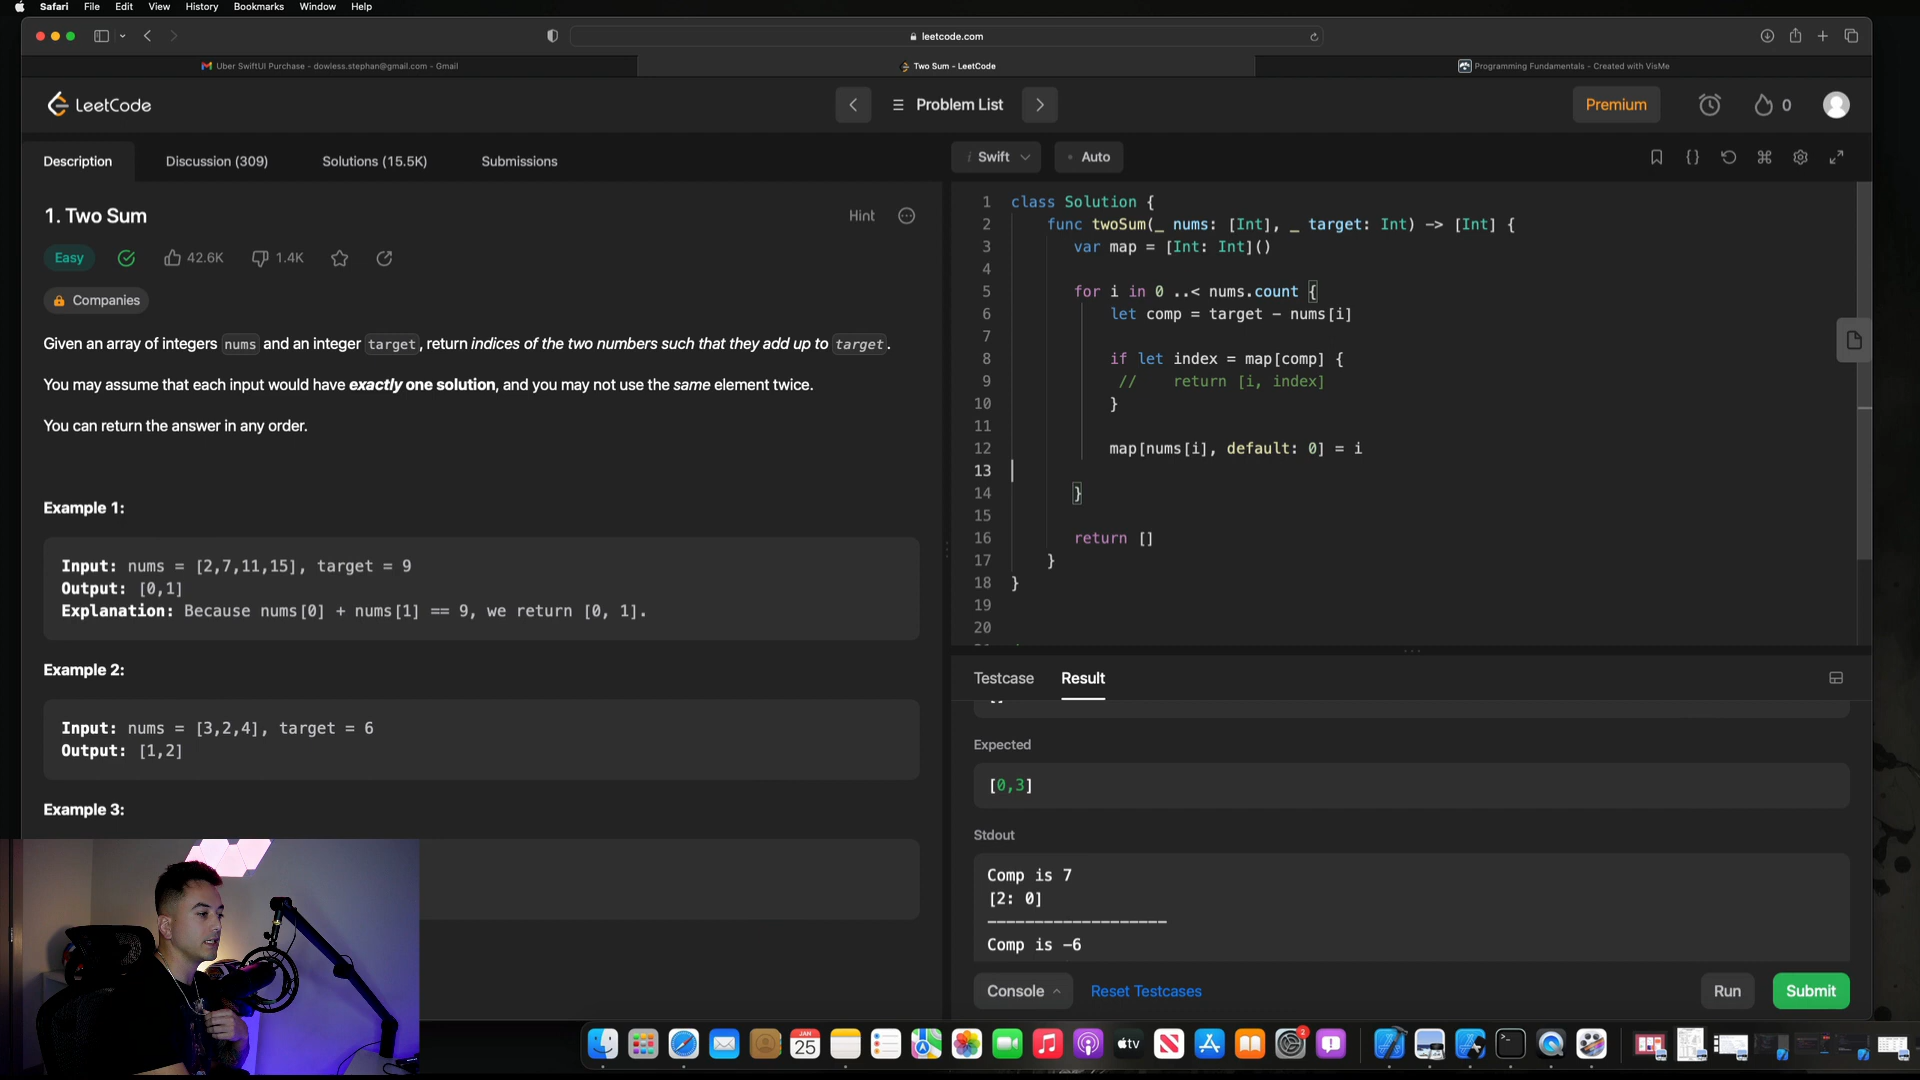 Safari File Edit View History Bookmarks Window Help
leetcode.com
Uber SwiftUI Purchase - dowless.stephan@gmail.com - Gmail
Two Sum - LeetCode
Programming Fundamentals - Created with VisMe
LeetCode
Problem List
Premium
0
Description
Discussion (309)
Solutions (15.5K)
Submissions
1. Two Sum
Hint
Easy
42.6K
1.4K
Companies
Given an array of integers nums and an integer target, return indices of the two numbers such that they add up to target.
You may assume that each input would have exactly one solution, and you may not use the same element twice.
You can return the answer in any order.
Example 1:
Input: nums = [2,7,11,15], target = 9
Output: [0,1]
Explanation: Because nums[0] + nums[1] == 9, we return [0, 1].
Example 2:
Input: nums = [3,2,4], target = 6
Output: [1,2]
Example 3:
i Swift
• Auto
1 class Solution {
2 func twoSum(_ nums: [Int], _ target: Int) -> [Int] {
3 var map = [Int: Int]()
4
5 for i in 0 ..< nums.count {
6 let comp = target - nums[i]
7
8 if let index = map[comp] {
9 // return [i, index]
10 }
11
12 map[nums[i], default: 0] = i
13
14 }
15
16 return []
17 }
18 }
19
20
Testcase
Result
Expected
[0,3]
Stdout
Comp is 7
[2: 0]
--------------------
Comp is -6
Console
Reset Testcases
Run
Submit
JAN
25
tv
2